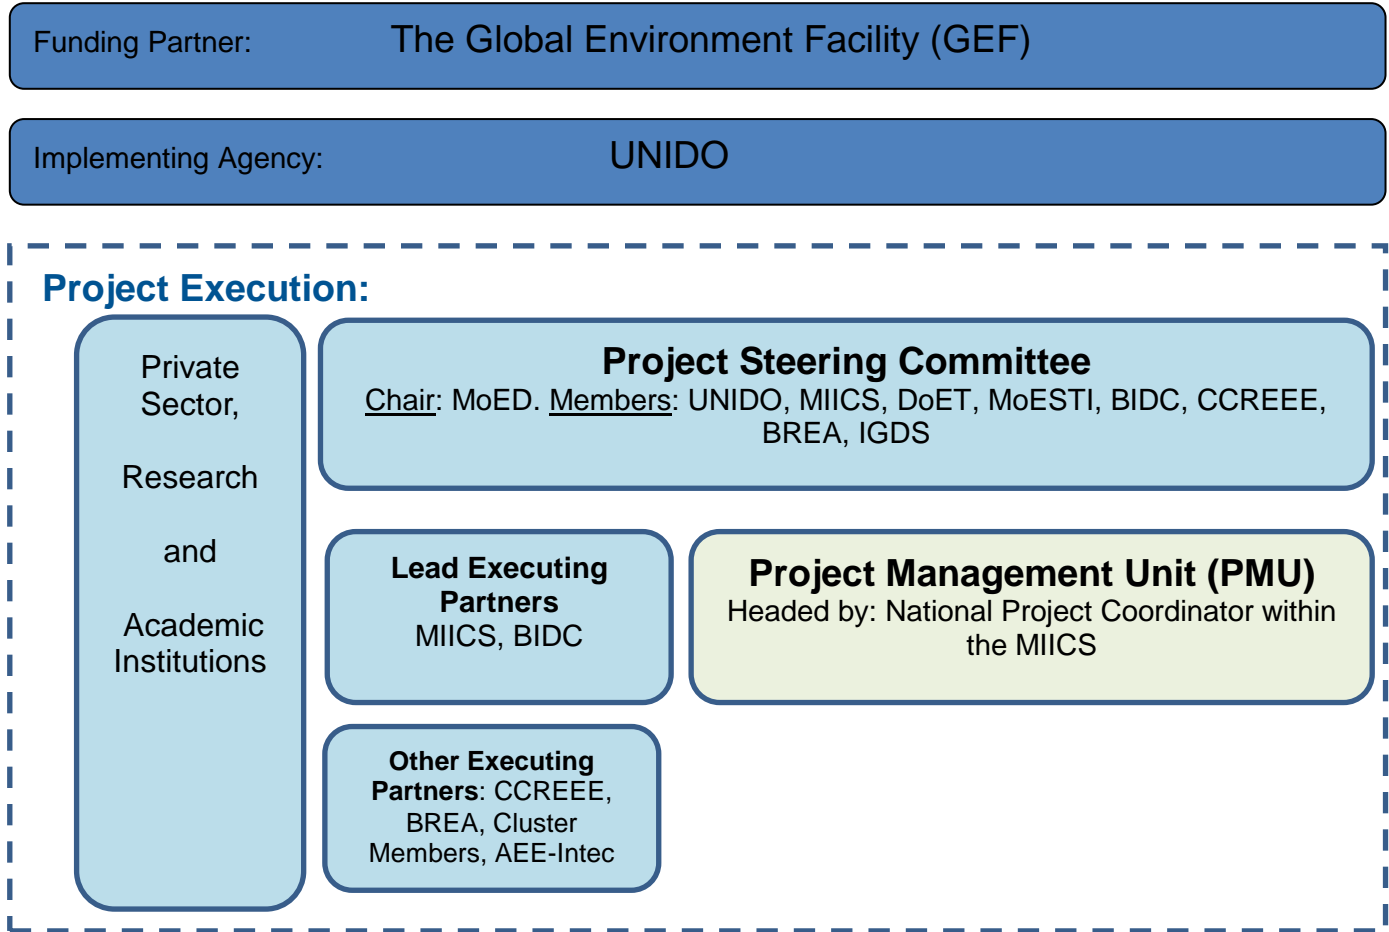 Funding Partner: The Global Environment Facility (GEF)
Implementing Agency: UNIDO
Project Execution:
Private
Sector,
Research
and
Academic
Institutions
Project Steering Committee
Chair: MoED. Members: UNIDO, MIICS, DoET, MoESTI, BIDC, CCREEE,
BREA, IGDS
Lead Executing
Partners
MIICS, BIDC
Project Management Unit (PMU)
Headed by: National Project Coordinator within
the MIICS
Other Executing
Partners: CCREEE,
BREA, Cluster
Members, AEE-Intec